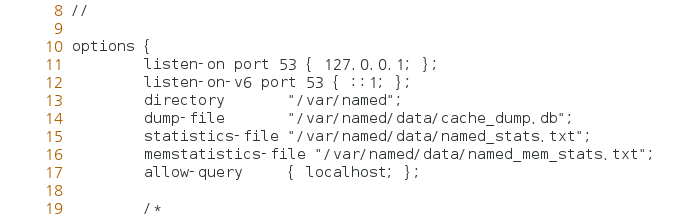 8 //
9
10 options {
11         listen-on port 53 { 127.0.0.1; };
12         listen-on-v6 port 53 { ::1; };
13         directory       "/var/named";
14         dump-file       "/var/named/data/cache_dump.db";
15         statistics-file "/var/named/data/named_stats.txt";
16         memstatistics-file "/var/named/data/named_mem_stats.txt";
17         allow-query     { localhost; };
18
19         /*